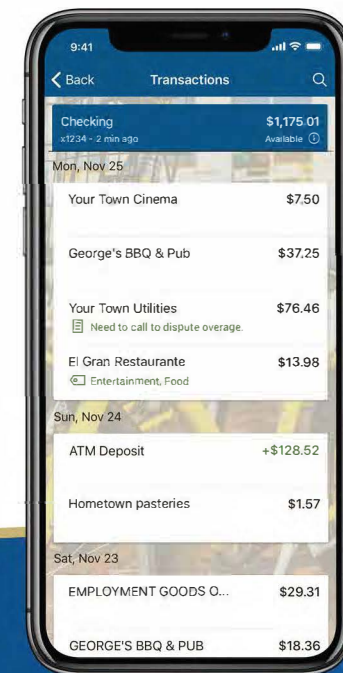 9:41
Back Transactions
Checking $1,175.01
x1234 - 2 min ago Available
Mon, Nov 25
Your Town Cinema $7.50
George's BBQ & Pub $37.25
Your Town Utilities $76.46
Need to call to dispute overage.
El Gran Restaurante $13.98
Entertainment, Food
Sun, Nov 24
ATM Deposit +$128.52
Hometown pasteries $1.57
Sat, Nov 23
EMPLOYMENT GOODS O... $29.31
GEORGE'S BBQ & PUB $18.36